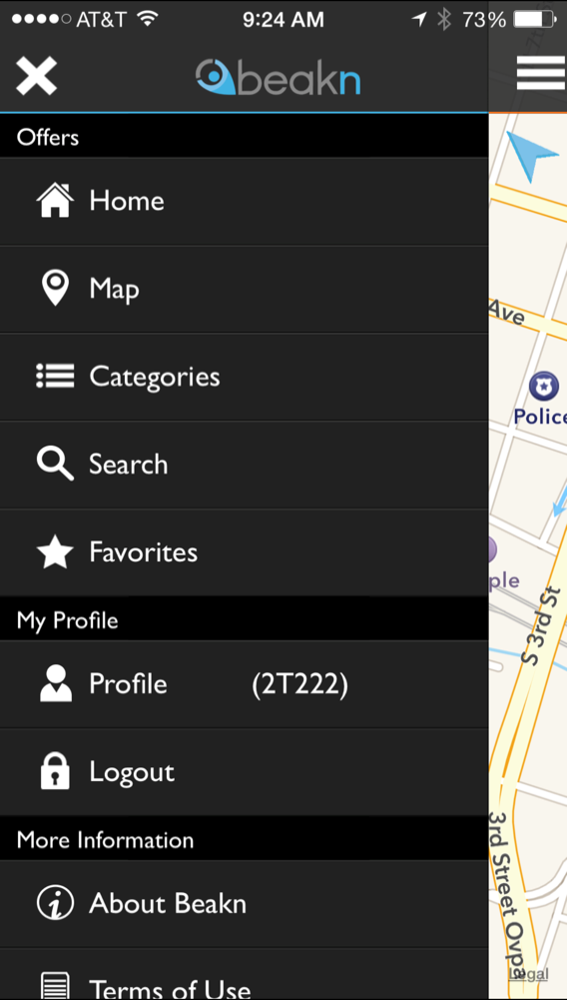 AT&T 9:24 AM 73%
beakn
Offers
Home
Map
Categories
Search
Favorites
My Profile
Profile (2T222)
Logout
More Information
About Beakn
Terms of Use
Ave
Police
ple
S 3rd St
3rd Street Ovpa
Legal